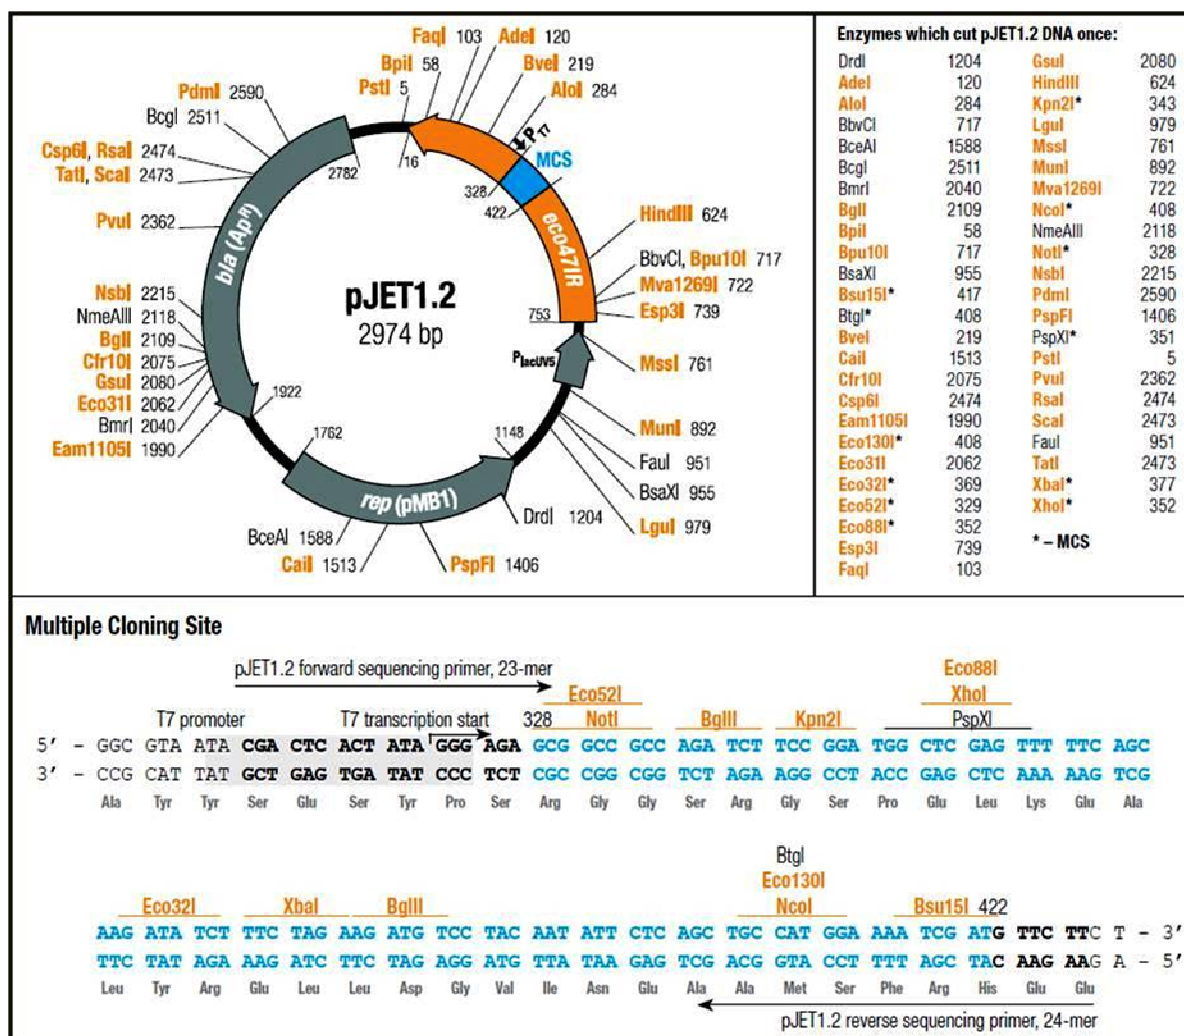 FaqI 103
AdeI 120
BpiI 58
BveI 219
PstI 5
AloI 284
PdmI 2590
BcgI 2511
Csp6I, RsaI 2474
TatI, ScaI 2473
PvuI 2362
NsbI 2215
NmeAIII 2118
BglI 2109
Cfr10I 2075
GsuI 2080
Eco31I 2062
BmrI 2040
Eam1105I 1990
2782
16
328
422
PT7
MCS
eco47IR
bla (ApR)
pJET1.2
2974 bp
HindIII 624
BbvCI, Bpu10I 717
Mva1269I 722
Esp3I 739
753
PlacUV5
MssI 761
MunI 892
FauI 951
BsaXI 955
LguI 979
1922
1762
1148
rep (pMB1)
DrdI 1204
BceAI 1588
CaiI 1513
PspFI 1406
Enzymes which cut pJET1.2 DNA once:
DrdI 1204 GsuI 2080
AdeI 120 HindIII 624
AloI 284 Kpn2I* 343
BbvCI 717 LguI 979
BceAI 1588 MssI 761
BcgI 2511 MunI 892
BmrI 2040 Mva1269I 722
BglI 2109 NcoI* 408
BpiI 58 NmeAIII 2118
Bpu10I 717 NotI* 328
BsaXI 955 NsbI 2215
Bsu15I* 417 PdmI 2590
BtgI* 408 PspFI 1406
BveI 219 PspXI* 351
CaiI 1513 PstI 5
Cfr10I 2075 PvuI 2362
Csp6I 2474 RsaI 2474
Eam1105I 1990 ScaI 2473
Eco130I* 408 FauI 951
Eco31I 2062 TatI 2473
Eco32I* 369 XbaI* 377
Eco52I* 329 XhoI* 352
Eco88I* 352
Esp3I 739 * – MCS
FaqI 103
Multiple Cloning Site
pJET1.2 forward sequencing primer, 23-mer
Eco88I
Eco52I XhoI
T7 promoter T7 transcription start 328 NotI BglII Kpn2I PspXI
5' - GGC GTA ATA CGA CTC ACT ATA GGG AGA GCG GCC GCC AGA TCT TCC GGA TGG CTC GAG TTT TTC AGC
3' - CCG CAT TAT GCT GAG TGA TAT CCC TCT CGC CGG CGG TCT AGA AGG CCT ACC GAG CTC AAA AAG TCG
Ala Tyr Tyr Ser Glu Ser Tyr Pro Ser Arg Gly Gly Ser Arg Gly Ser Pro Glu Leu Lys Glu Ala
BtgI
Eco130I
Eco32I XbaI BglII NcoI Bsu15I 422
AAG ATA TCT TTC TAG AAG ATG TCC TAC AAT ATT CTC AGC TGC CAT GGA AAA TCG ATG TTC TTC T - 3'
TTC TAT AGA AAG ATC TTC TAG AGG ATG TTA TAA GAG TCG ACG GTA CCT TTT AGC TAC AAG AAG A - 5'
Leu Tyr Arg Glu Leu Leu Asp Gly Val Ile Asn Glu Ala Ala Met Ser Phe Arg His Glu Glu
pJET1.2 reverse sequencing primer, 24-mer